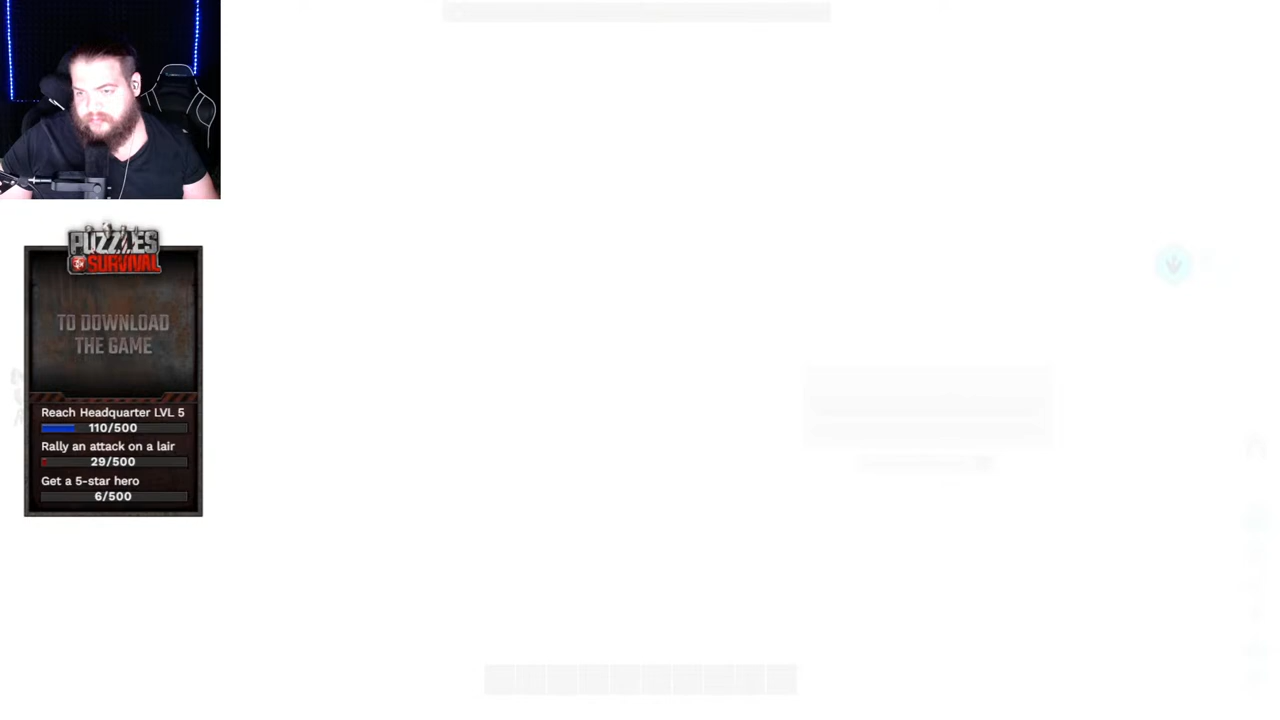 PUZZLES
SURVIVAL
TO DOWNLOAD
THE GAME
Reach Headquarter LVL 5
110/500
Rally an attack on a lair
29/500
Get a 5-star hero
6/500